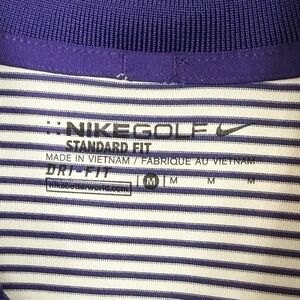 NIKEGOLF
STANDARD FIT
MADE IN VIETNAM / FABRIQUE AU VIETNAM
DRI-FIT
M M M M